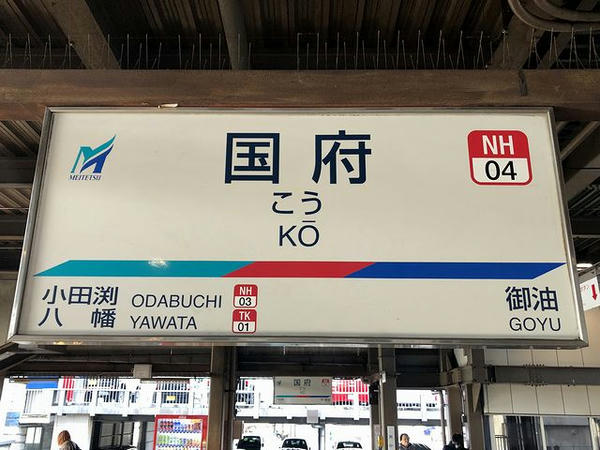 国府
NH
04
MEITETSU
こう
KŌ
小田渕 ODABUCHI NH 03
八幡 YAWATA TK 01
御油
GOYU
国府